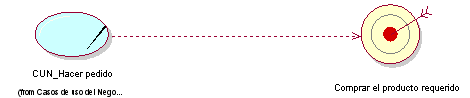 CUN_Hacer pedido
(from Casos de uso del Nego...
Comprar el producto requerido